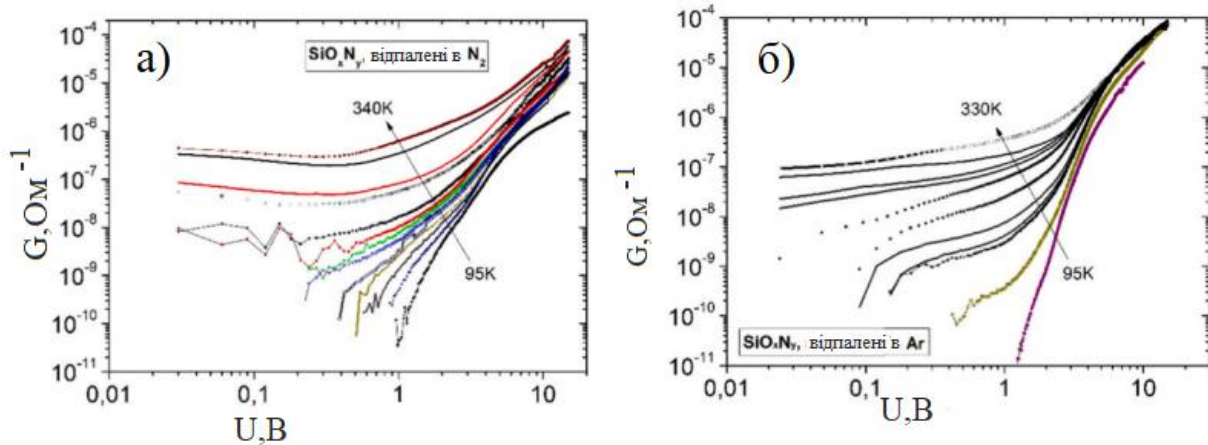 а)
SiOxNy, відпалені в N2
340K
95K
G,Ом-1
10-4
10-5
10-6
10-7
10-8
10-9
10-10
10-11
0,01 0,1 1 10
U,В
б)
330K
95K
SiOxNy, відпалені в Ar
G,Ом-1
10-4
10-5
10-6
10-7
10-8
10-9
10-10
10-11
0,01 0,1 1 10
U,В